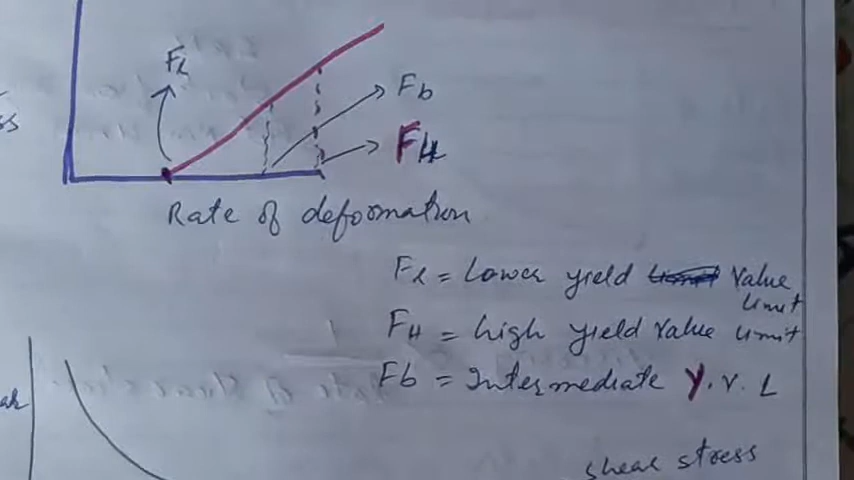 FL
Fb
FH
ss
Rate of deformation
FL = Lower yield value limit
FH = high yield value limit
Fb = Intermediate Y.V.L
shear stress